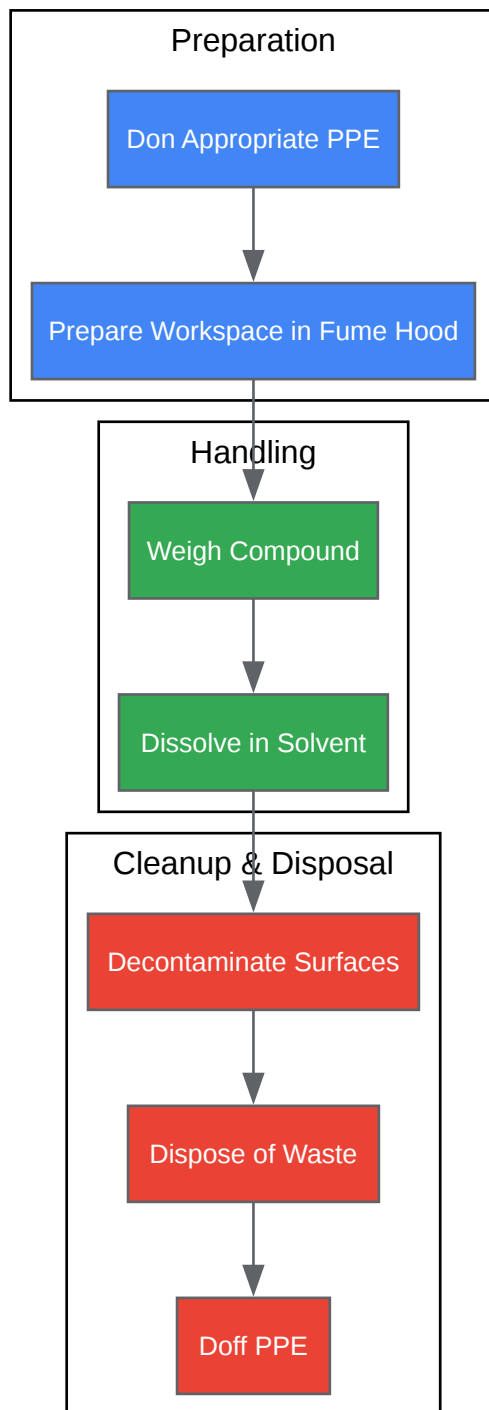 Preparation
Don Appropriate PPE
Prepare Workspace in Fume Hood
Handling
Weigh Compound
Dissolve in Solvent
Cleanup & Disposal
Decontaminate Surfaces
Dispose of Waste
Doff PPE